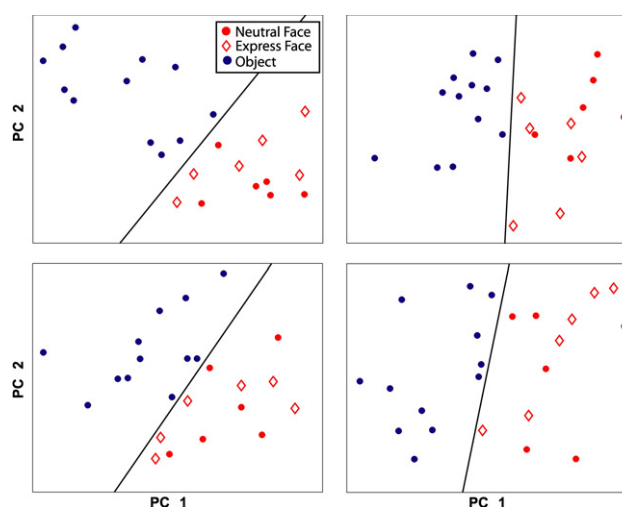 Neutral Face
Express Face
Object
PC 2
PC 2
PC 1
PC 1